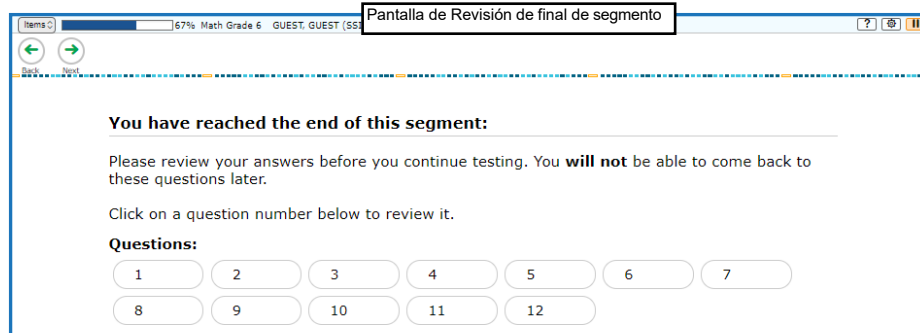 Pantalla de Revisión de final de segmento
Items 67% Math Grade 6 GUEST, GUEST (SSI
Back Next
You have reached the end of this segment:
Please review your answers before you continue testing. You will not be able to come back to
these questions later.
Click on a question number below to review it.
Questions:
1 2 3 4 5 6 7
8 9 10 11 12